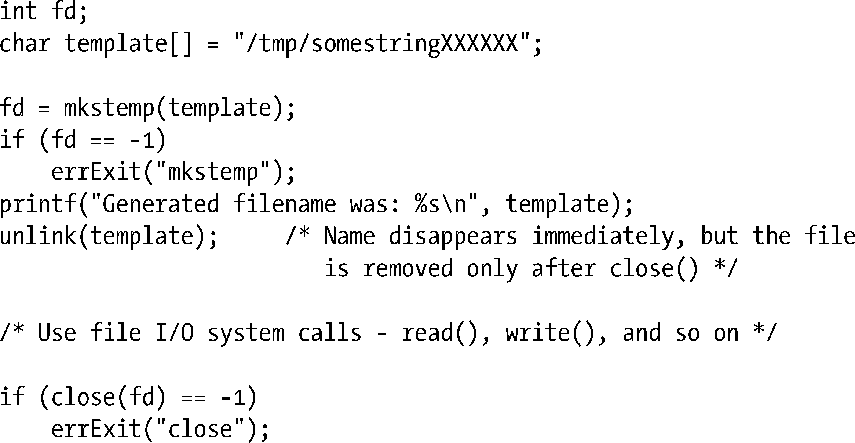 int fd;
char template[] = "/tmp/somestringXXXXXX";
fd = mkstemp(template);
if (fd == -1)
    errExit("mkstemp");
printf("Generated filename was: %s\n", template);
unlink(template);     /* Name disappears immediately, but the file
                         is removed only after close() */
/* Use file I/O system calls - read(), write(), and so on */
if (close(fd) == -1)
    errExit("close");